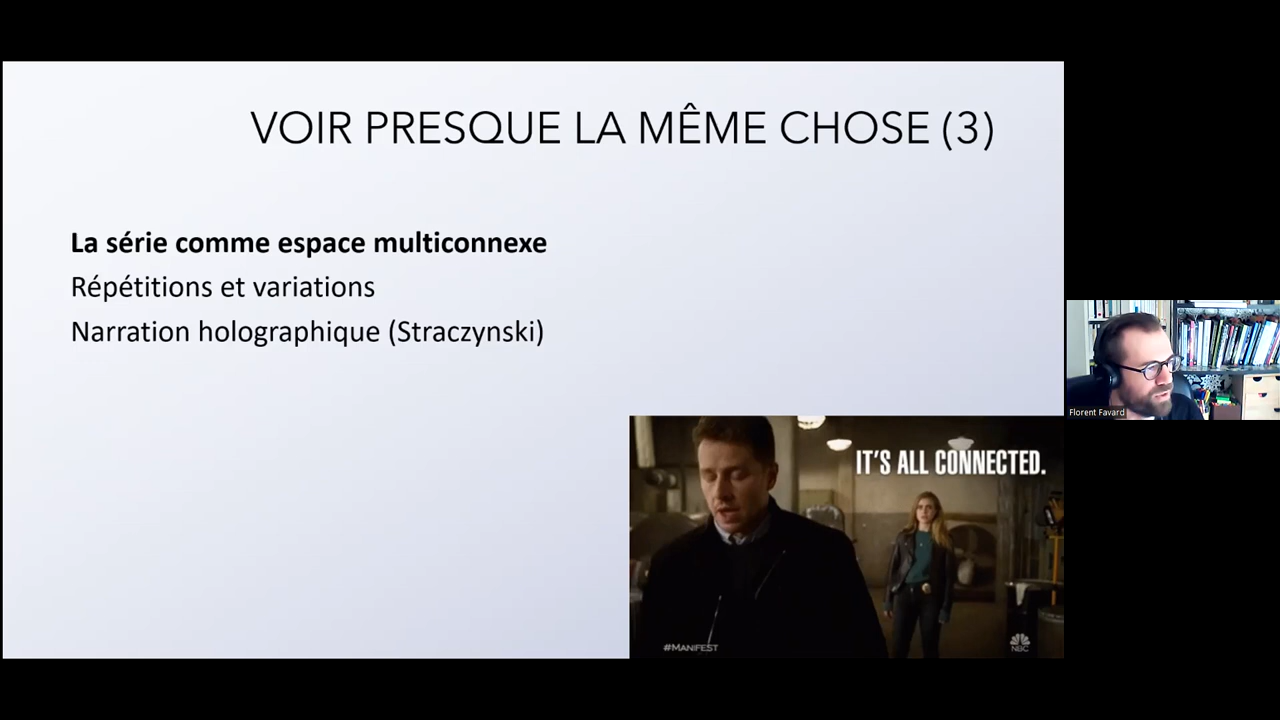 VOIR PRESQUE LA MÊME CHOSE (3)
La série comme espace multiconnexe
Répétitions et variations
Narration holographique (Straczynski)
IT'S ALL CONNECTED.
#MANIFEST
NBC
Florent Favard